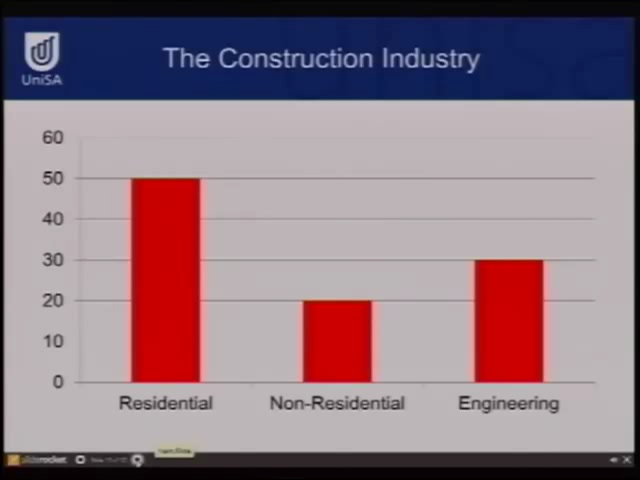 The Construction Industry
UniSA
60
50
40
30
20
10
0
Residential
Non-Residential
Engineering